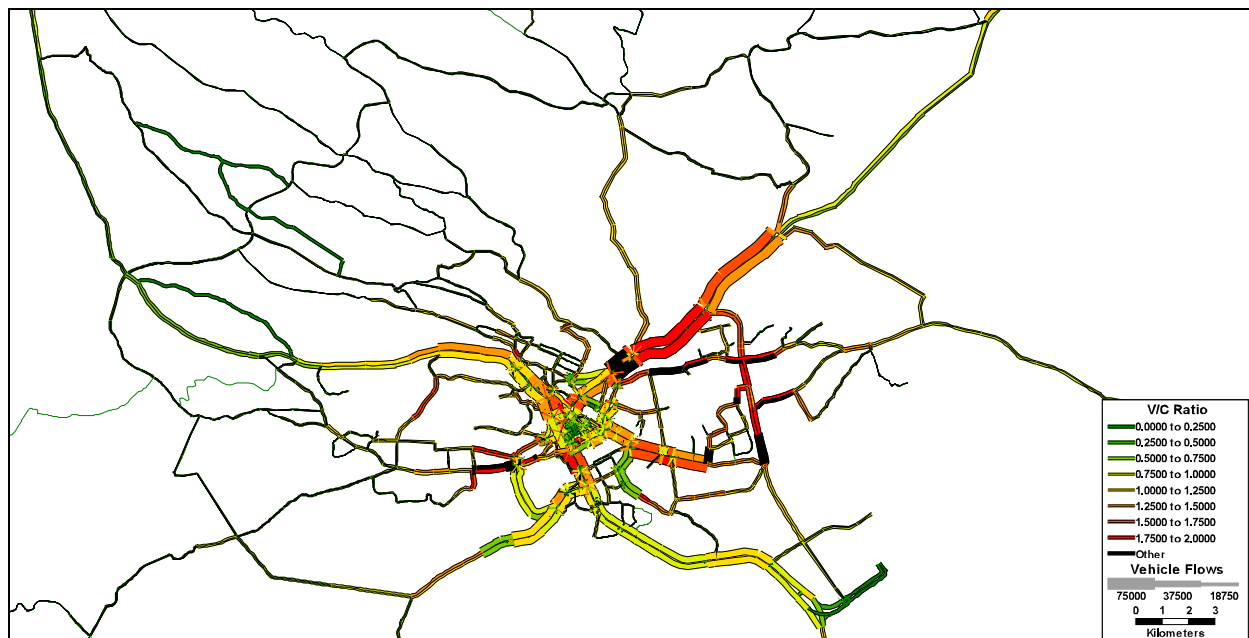 V/C Ratio
0.0000 to 0.2500
0.2500 to 0.5000
0.5000 to 0.7500
0.7500 to 1.0000
1.0000 to 1.2500
1.2500 to 1.5000
1.5000 to 1.7500
1.7500 to 2.0000
Other
Vehicle Flows
75000 37500 18750
0 1 2 3
Kilometers